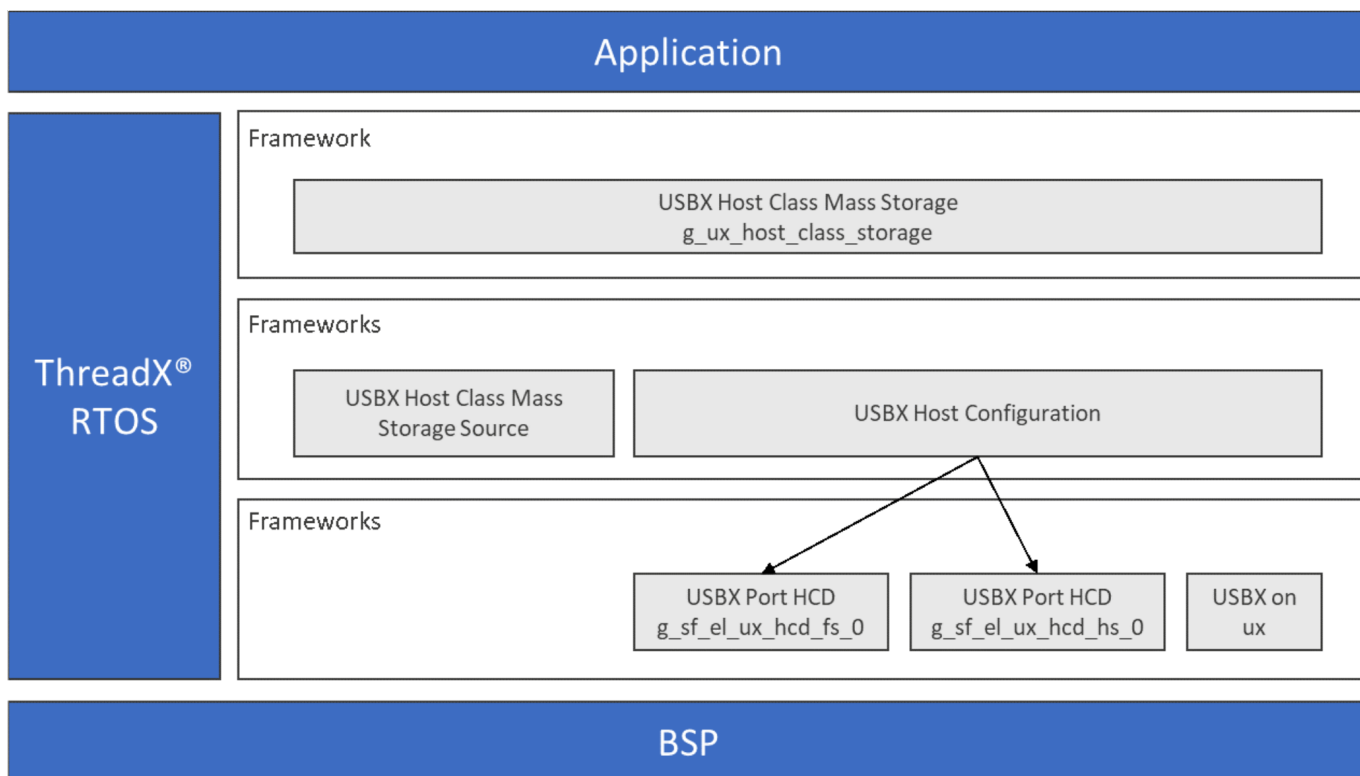 Application
ThreadX®
RTOS
Framework
USBX Host Class Mass Storage
g_ux_host_class_storage
Frameworks
USBX Host Class Mass
Storage Source
USBX Host Configuration
Frameworks
USBX Port HCD
g_sf_el_ux_hcd_fs_0
USBX Port HCD
g_sf_el_ux_hcd_hs_0
USBX on
ux
BSP